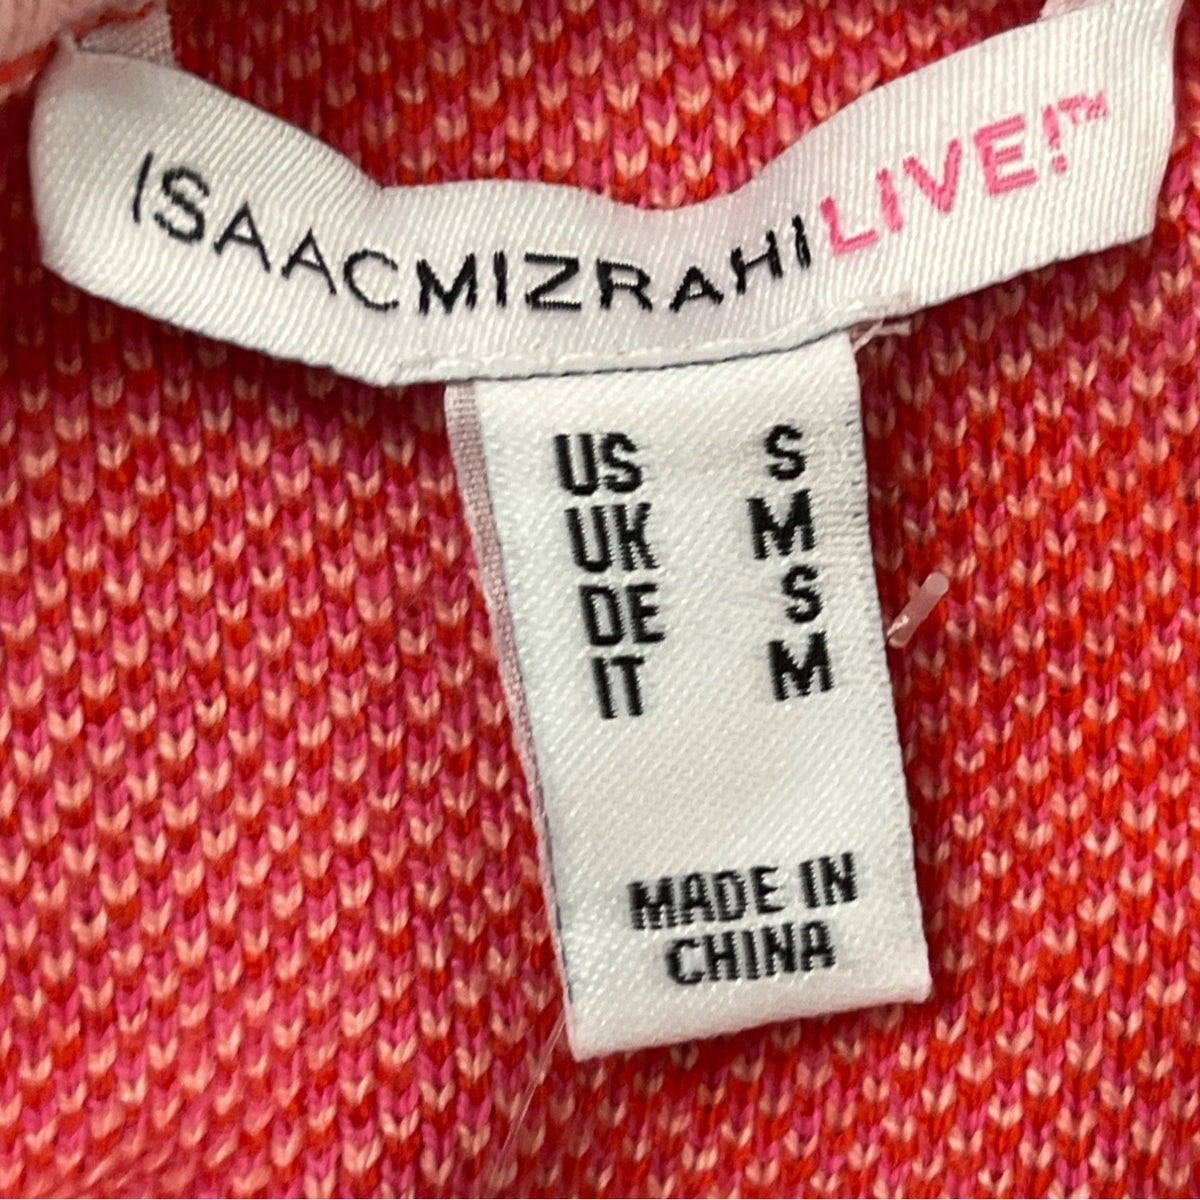 ISAACMIZRAHILIVE!™
US S
UK M
DE S
IT M
MADE IN
CHINA